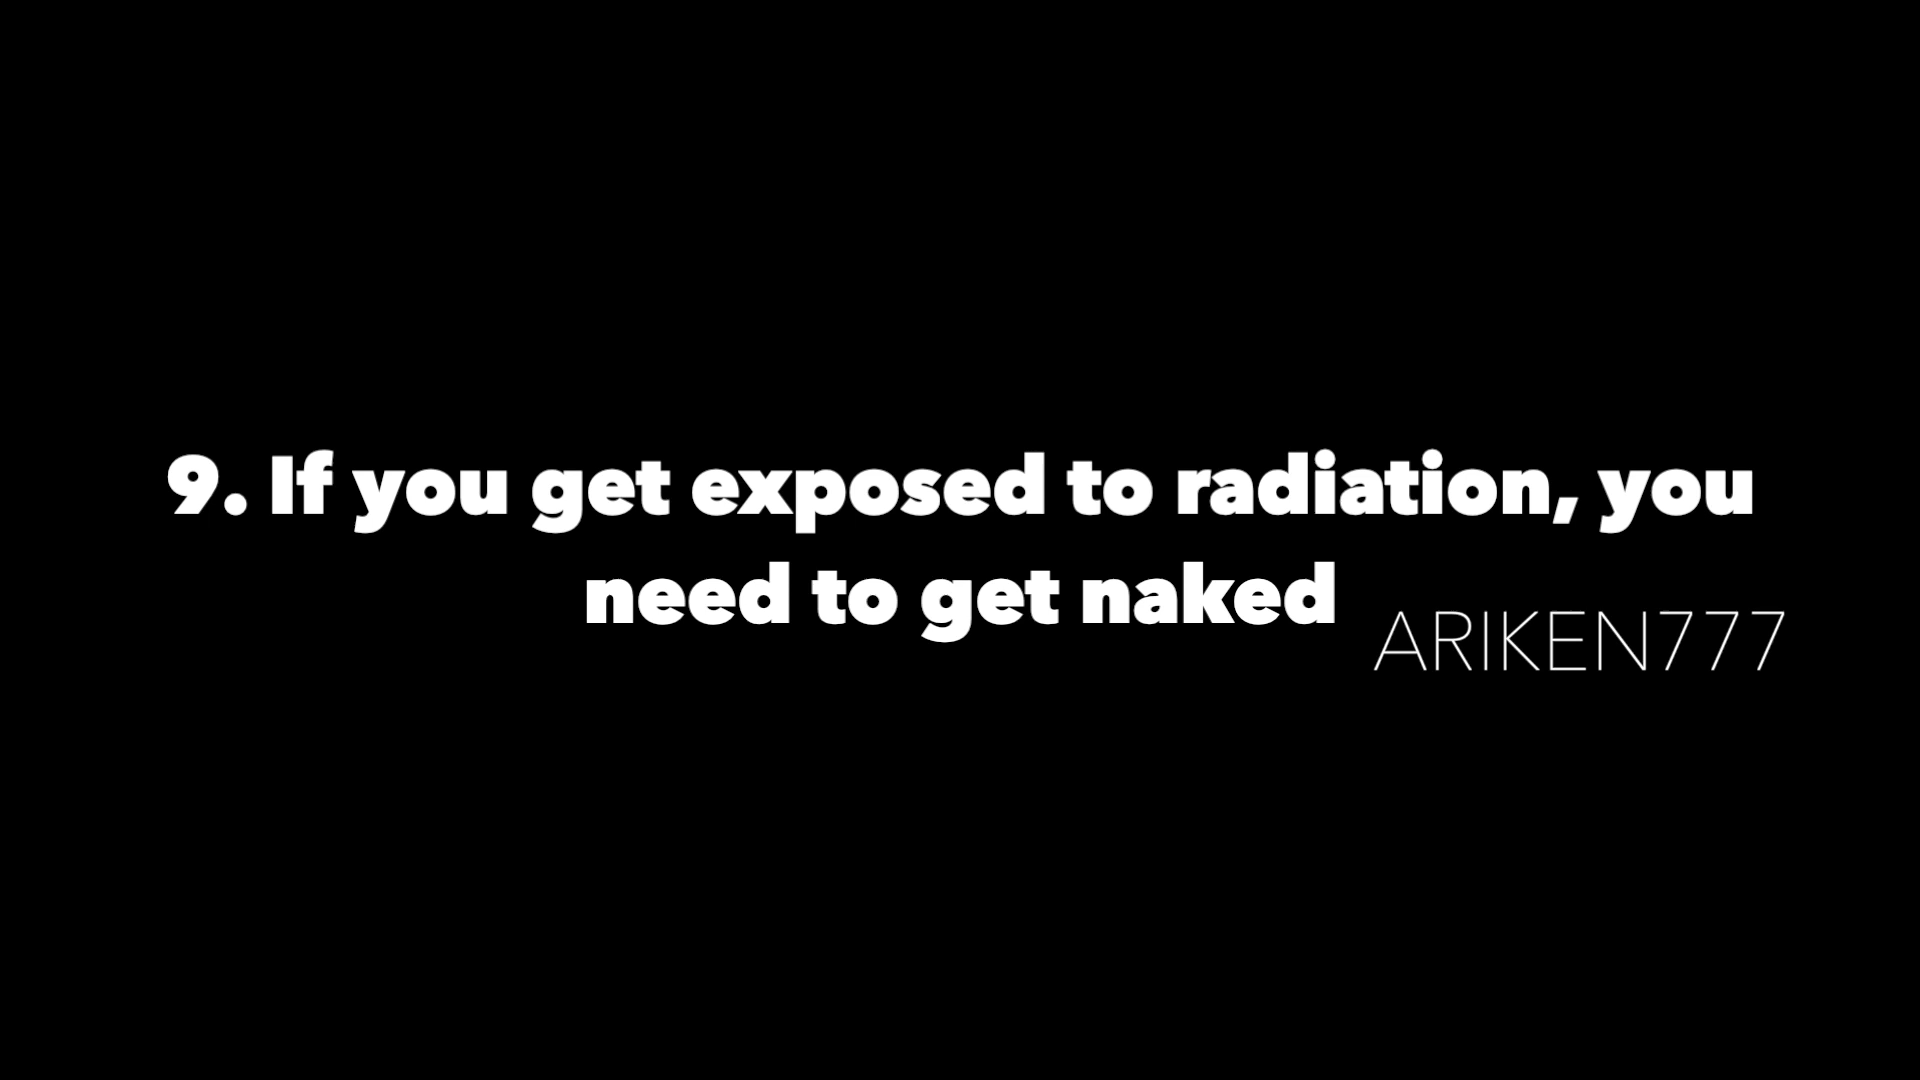 9. If you get exposed to radiation, you
need to get naked
ARIKEN777